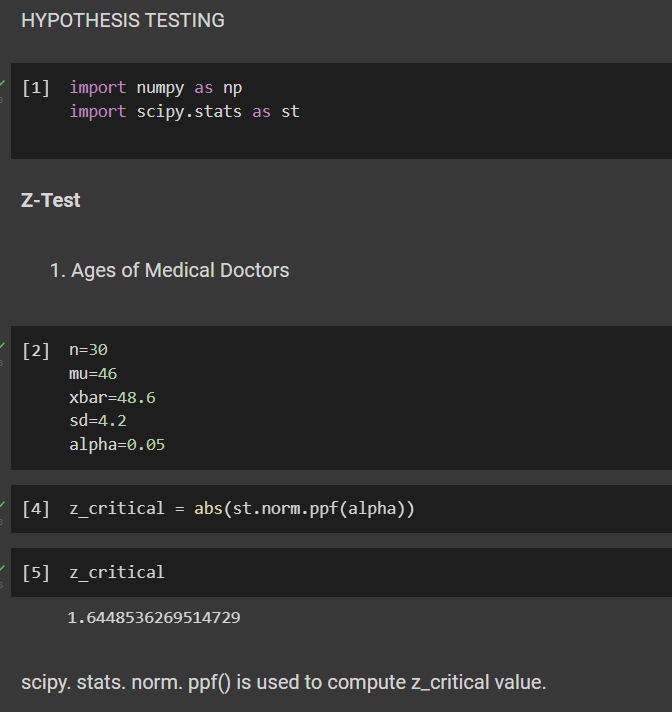 HYPOTHESIS TESTING
[1] import numpy as np
import scipy.stats as st
Z-Test
1. Ages of Medical Doctors
[2] n=30
mu=46
xbar=48.6
sd=4.2
alpha=0.05
[4] z_critical = abs(st.norm.ppf(alpha))
[5] z_critical
1.6448536269514729
scipy. stats. norm. ppf() is used to compute z_critical value.